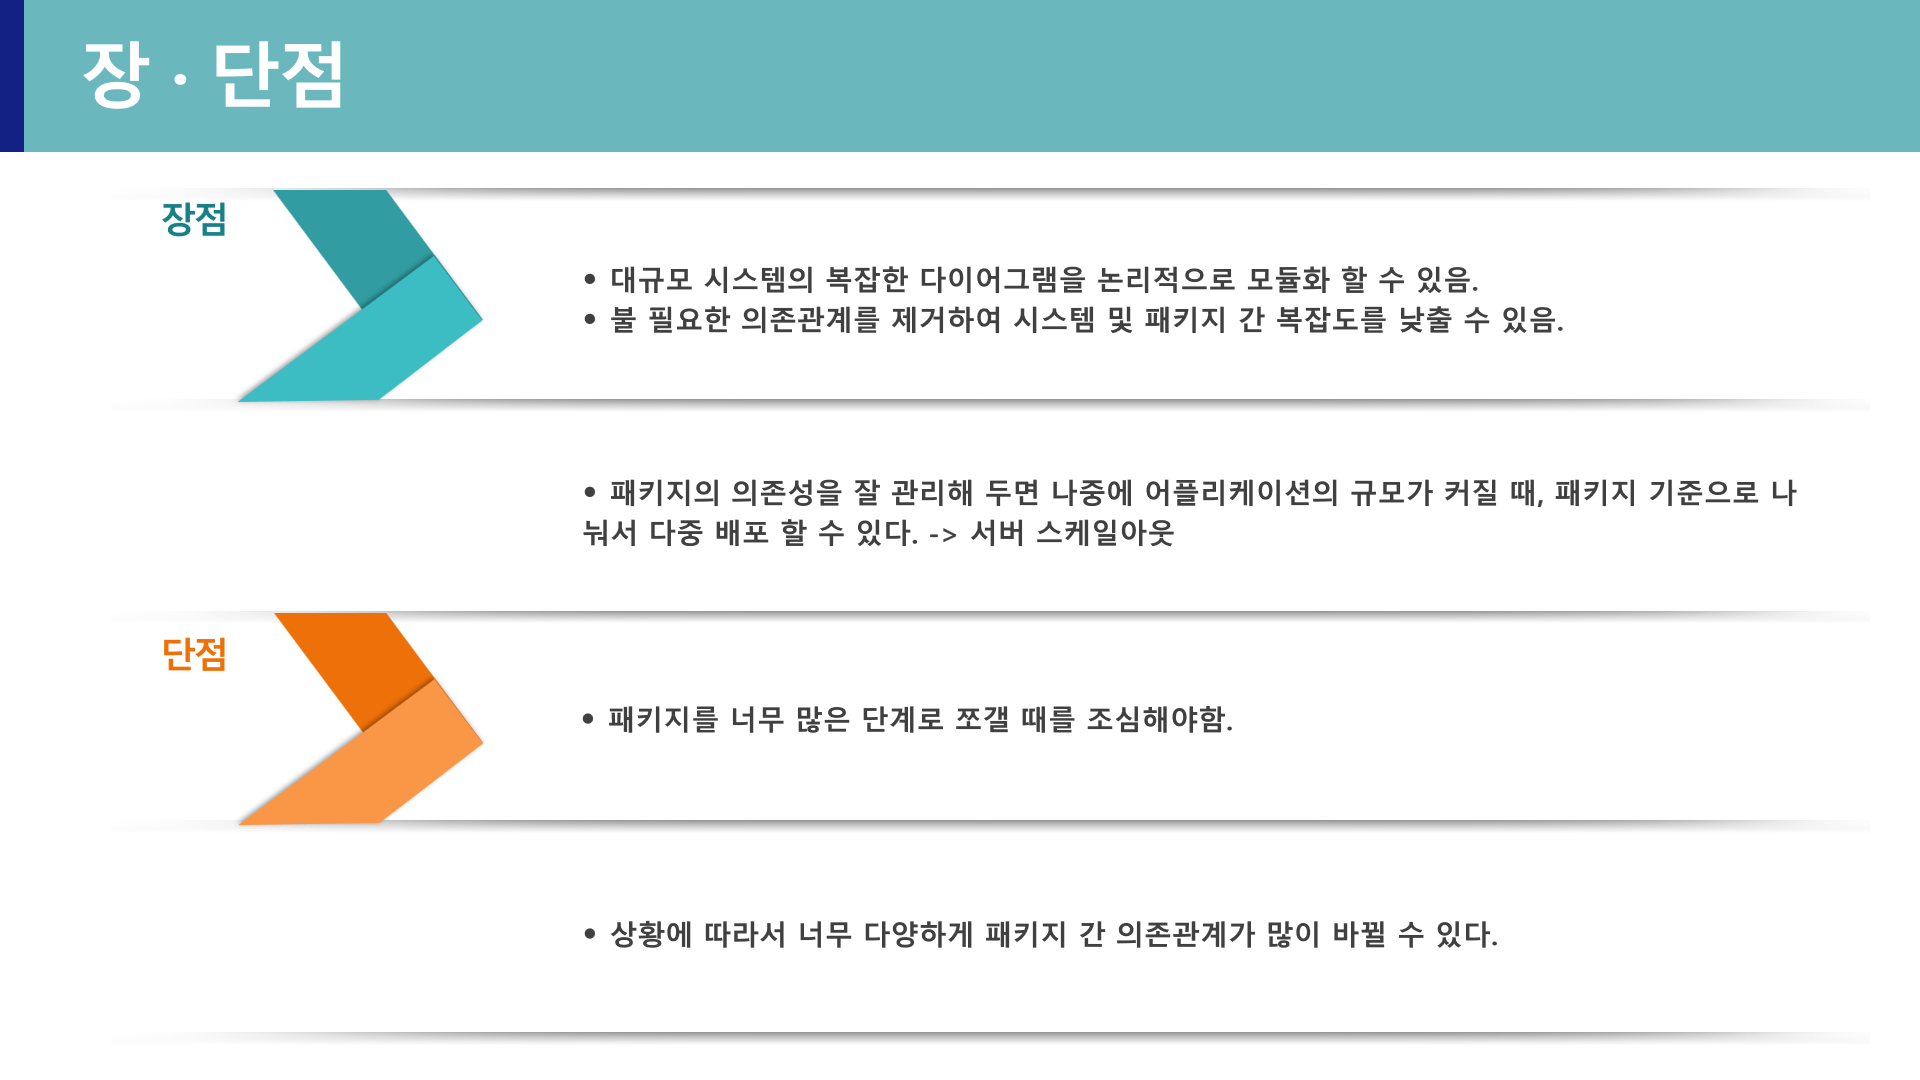 장 · 단점
장점
• 대규모 시스템의 복잡한 다이어그램을 논리적으로 모듈화 할 수 있음.
• 불 필요한 의존관계를 제거하여 시스템 및 패키지 간 복잡도를 낮출 수 있음.
• 패키지의 의존성을 잘 관리해 두면 나중에 어플리케이션의 규모가 커질 때, 패키지 기준으로 나
눠서 다중 배포 할 수 있다. -> 서버 스케일아웃
단점
• 패키지를 너무 많은 단계로 쪼갤 때를 조심해야함.
• 상황에 따라서 너무 다양하게 패키지 간 의존관계가 많이 바뀔 수 있다.